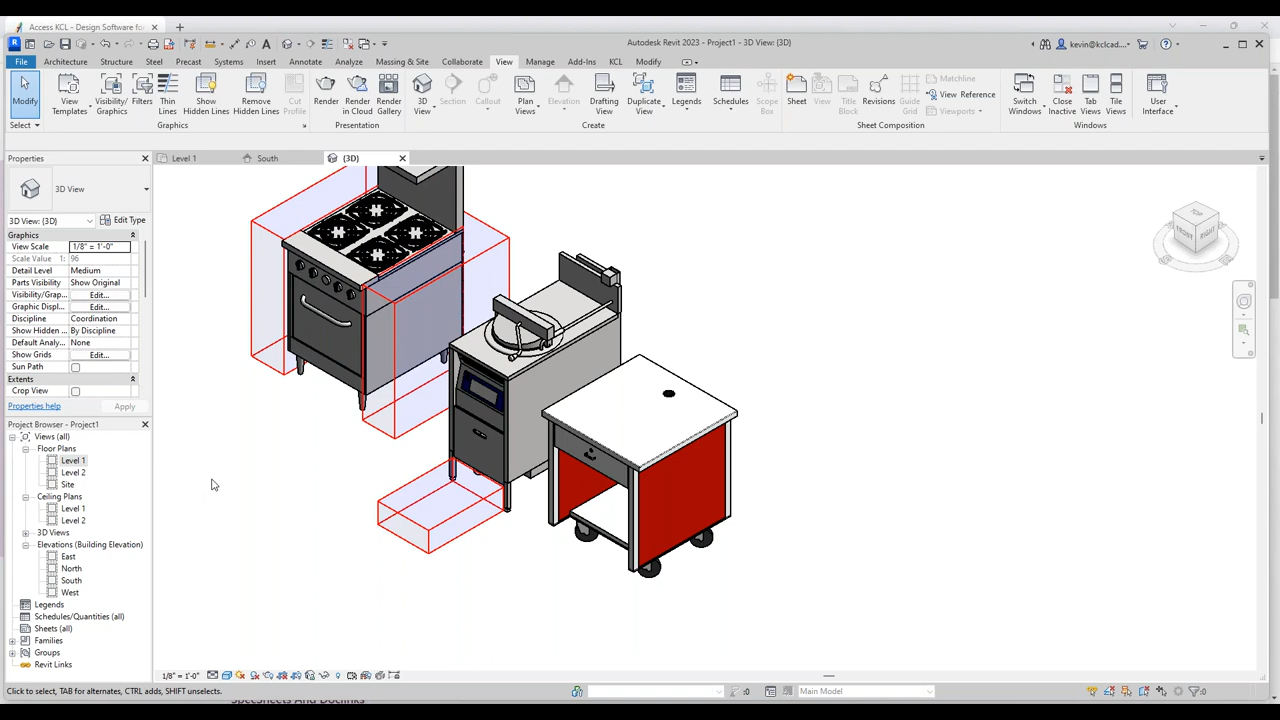 Access KCL - Design Software for
Autodesk Revit 2023 - Project1 - 3D View: {3D}
kevin@kclcad....
File Architecture Structure Steel Precast Systems Insert Annotate Analyze Massing & Site Collaborate View Manage Add-Ins KCL Modify
Modify
View Templates
Visibility/ Graphics
Filters
Thin Lines
Show Hidden Lines
Remove Hidden Lines
Cut Profile
Render
Render in Cloud
Render Gallery
3D View
Section
Callout
Plan Views
Elevation
Drafting View
Duplicate View
Legends
Schedules
Scope Box
Sheet
View
Title Block
Revisions
Guide Grid
Matchline
View Reference
Viewports
Switch Windows
Close Inactive
Tab Views
Tile Views
User Interface
Select Graphics Presentation Create Sheet Composition Windows
Properties
Level 1 South {3D}
3D View
3D View: {3D} Edit Type
Graphics
View Scale 1/8" = 1'-0"
Scale Value 1: 96
Detail Level Medium
Parts Visibility Show Original
Visibility/Grap... Edit...
Graphic Displ... Edit...
Discipline Coordination
Show Hidden ... By Discipline
Default Analy... None
Show Grids Edit...
Sun Path
Extents
Crop View
Properties help Apply
Project Browser - Project1
Views (all)
Floor Plans
Level 1
Level 2
Site
Ceiling Plans
Level 1
Level 2
3D Views
Elevations (Building Elevation)
East
North
South
West
Legends
Schedules/Quantities (all)
Sheets (all)
Families
Groups
Revit Links
TOP
FRONT
RIGHT
1/8" = 1'-0"
Click to select, TAB for alternates, CTRL adds, SHIFT unselects.
:0
Main Model
:0
SpecSheets And Doclinks